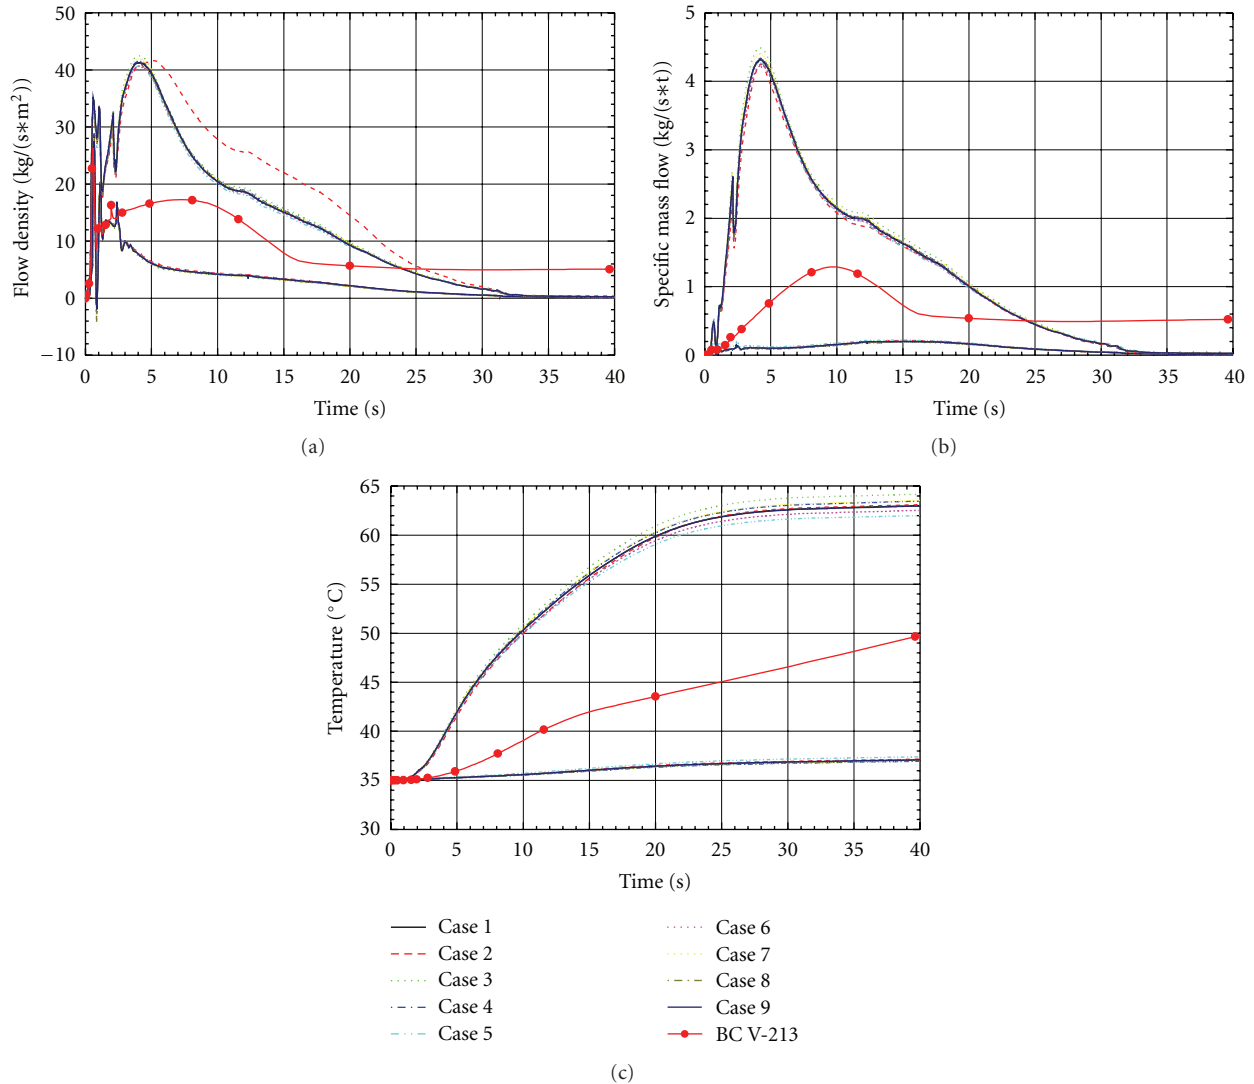 50
40
30
20
10
0
−10
0 5 10 15 20 25 30 35 40
Flow density (kg/(s∗m²))
Time (s)
(a)
5
4
3
2
1
0
0 5 10 15 20 25 30 35 40
Specific mass flow (kg/(s∗t))
Time (s)
(b)
65
60
55
50
45
40
35
30
0 5 10 15 20 25 30 35 40
Temperature (°C)
Time (s)
Case 1
Case 2
Case 3
Case 4
Case 5
Case 6
Case 7
Case 8
Case 9
BC V-213
(c)